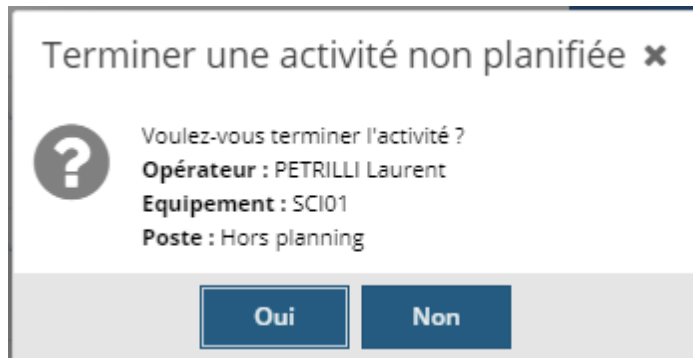 Terminer une activité non planifiée ×
Voulez-vous terminer l'activité ?
Opérateur : PETRILLI Laurent
Equipement : SCI01
Poste : Hors planning
Oui
Non